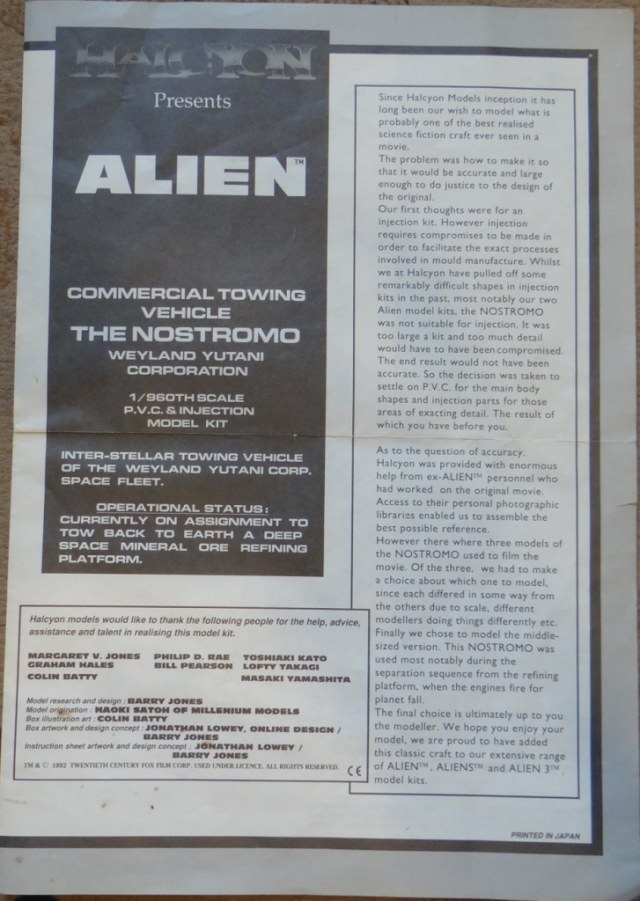 HALCYON
Presents
ALIEN™
COMMERCIAL TOWING
VEHICLE
THE NOSTROMO
WEYLAND YUTANI
CORPORATION
1/960TH SCALE
P.V.C. & INJECTION
MODEL KIT
INTER-STELLAR TOWING VEHICLE
OF THE WEYLAND YUTANI CORP.
SPACE FLEET.
OPERATIONAL STATUS:
CURRENTLY ON ASSIGNMENT TO
TOW BACK TO EARTH A DEEP
SPACE MINERAL ORE REFINING
PLATFORM.
Halcyon models would like to thank the following people for the help, advice,
assistance and talent in realising this model kit.
MARGARET V. JONES PHILIP D. RAE TOSHIAKI KATO
GRAHAM HALES BILL PEARSON LOFTY TAKAGI
COLIN BATTY MASAKI YAMASHITA
Model research and design : BARRY JONES
Model origination : NAOKI SATOH OF MILLENIUM MODELS
Box illustration art : COLIN BATTY
Box artwork and design concept : JONATHAN LOWEY, ONLINE DESIGN /
BARRY JONES
Instruction sheet artwork and design concept : JONATHAN LOWEY /
BARRY JONES
TM & © 1992 TWENTIETH CENTURY FOX FILM CORP. USED UNDER LICENCE. ALL RIGHTS RESERVED.
CE
Since Halcyon Models inception it has
long been our wish to model what is
probably one of the best realised
science fiction craft ever seen in a
movie.
The problem was how to make it so
that it would be accurate and large
enough to do justice to the design of
the original.
Our first thoughts were for an
injection kit. However injection
requires compromises to be made in
order to facilitate the exact processes
involved in mould manufacture. Whilst
we at Halcyon have pulled off some
remarkably difficult shapes in injection
kits in the past, most notably our two
Alien model kits, the NOSTROMO
was not suitable for injection. It was
too large a kit and too much detail
would have to have been compromised.
The end result would not have been
accurate. So the decision was taken to
settle on P.V.C. for the main body
shapes and injection parts for those
areas of exacting detail. The result of
which you have before you.
As to the question of accuracy.
Halcyon was provided with enormous
help from ex-ALIEN™ personnel who
had worked on the original movie.
Access to their personal photographic
libraries enabled us to assemble the
best possible reference.
However there where three models of
the NOSTROMO used to film the
movie. Of the three, we had to make
a choice about which one to model,
since each differed in some way from
the others due to scale, different
modellers doing things differently etc.
Finally we chose to model the middle-
sized version. This NOSTROMO was
used most notably during the
separation sequence from the refining
platform, when the engines fire for
planet fall.
The final choice is ultimately up to you
the modeller. We hope you enjoy your
model, we are proud to have added
this classic craft to our extensive range
of ALIEN™, ALIENS™ and ALIEN 3™
model kits.
PRINTED IN JAPAN